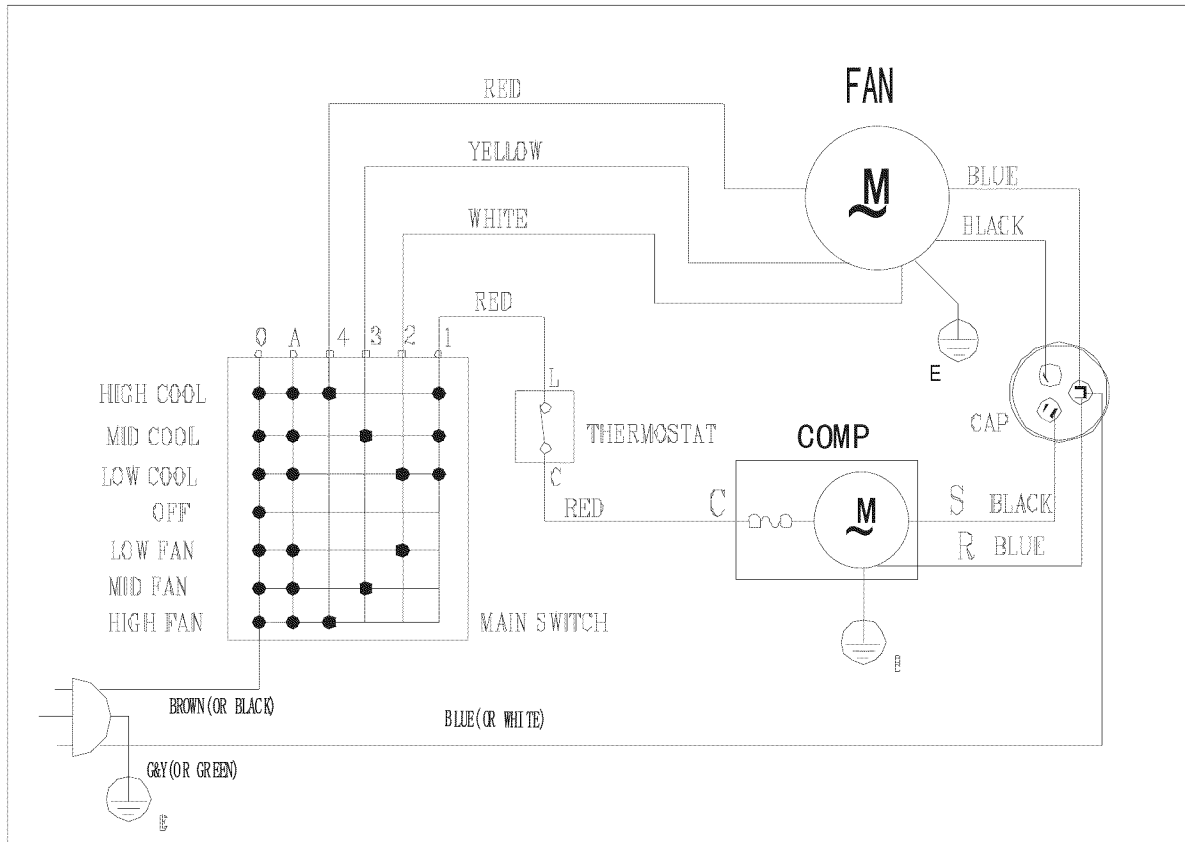 RED
FAN
YELLOW
M
BLUE
WHITE
BLACK
RED
0 A 4 3 2 1
E
HIGH COOL
L
MID COOL
THERMOSTAT
COMP
CAP
LOW COOL
C
OFF
RED
C
M
S BLACK
LOW FAN
R BLUE
MID FAN
HIGH FAN
MAIN SWITCH
E
BROWN(OR BLACK)
BLUE(OR WHITE)
G&Y(OR GREEN)
E